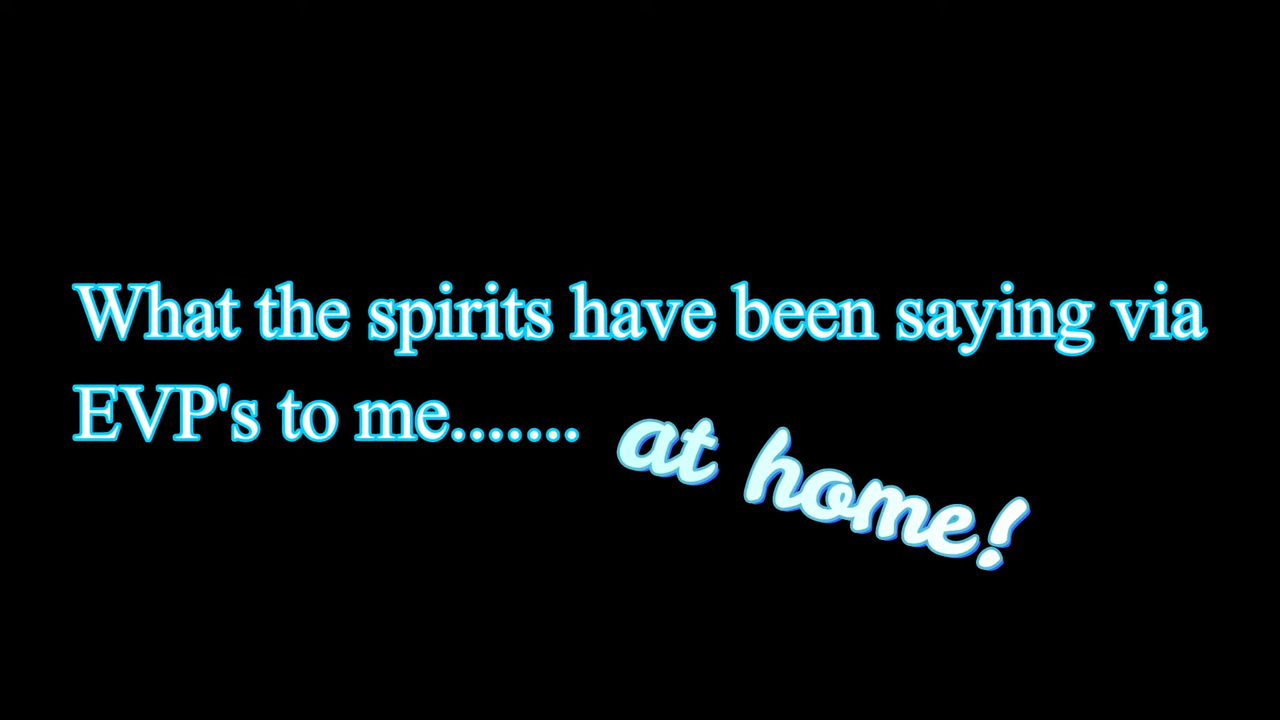 What the spirits have been saying via
EVP's to me.......
at home!